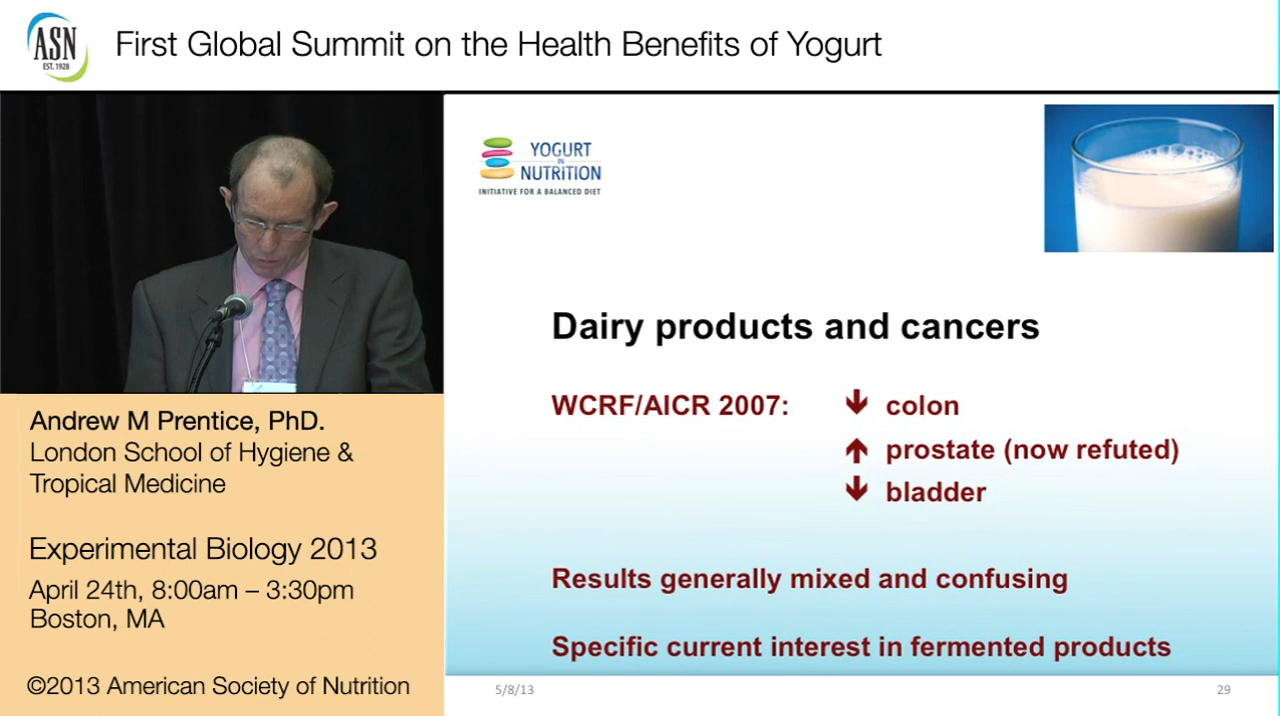 ASN
EST. 1928
First Global Summit on the Health Benefits of Yogurt
YOGURT
IN
NUTRITION
INITIATIVE FOR A BALANCED DIET
Dairy products and cancers
WCRF/AICR 2007: ↓ colon
↑ prostate (now refuted)
↓ bladder
Results generally mixed and confusing
Specific current interest in fermented products
5/8/13 29
Andrew M Prentice, PhD.
London School of Hygiene &
Tropical Medicine
Experimental Biology 2013
April 24th, 8:00am – 3:30pm
Boston, MA
©2013 American Society of Nutrition